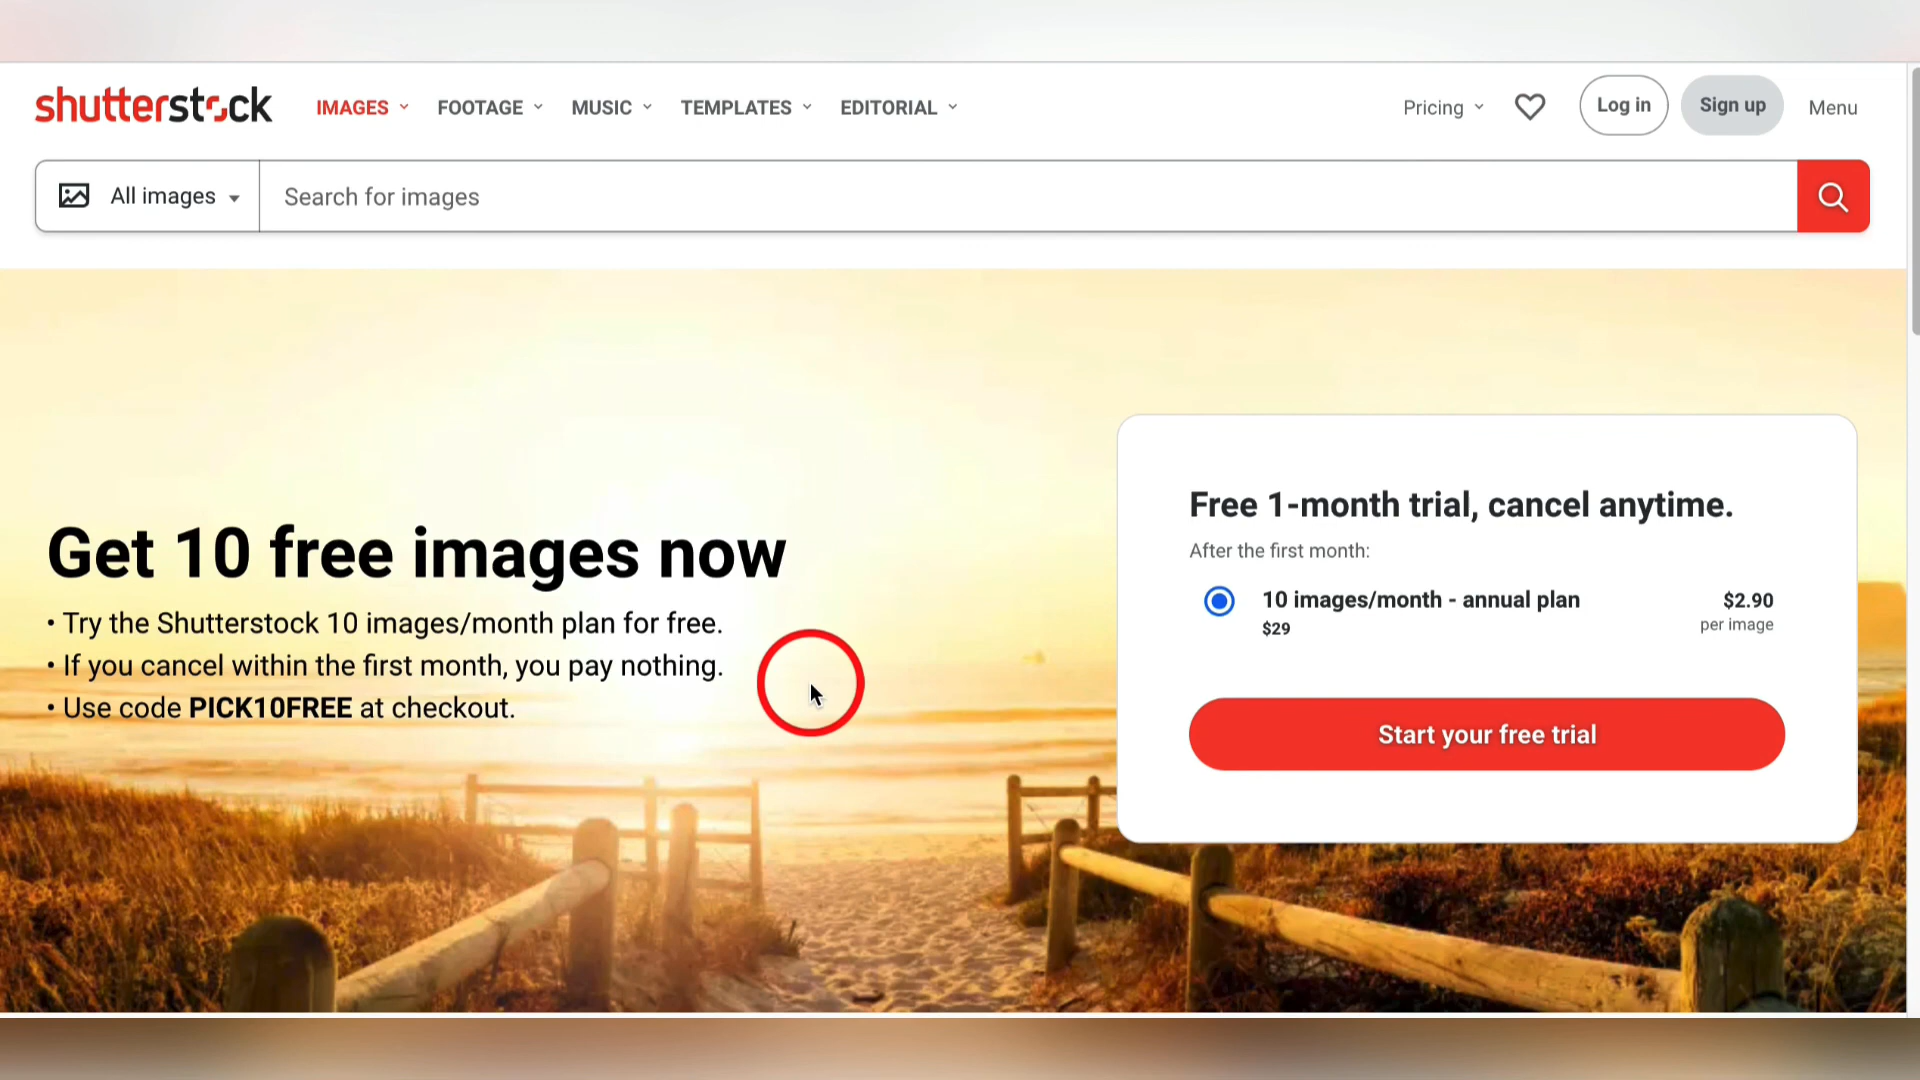 shutterstock
IMAGES FOOTAGE MUSIC TEMPLATES EDITORIAL Pricing Log in Sign up Menu
All images Search for images
Free 1-month trial, cancel anytime.
After the first month:
10 images/month - annual plan $2.90
$29 per image
Start your free trial
Get 10 free images now
• Try the Shutterstock 10 images/month plan for free.
• If you cancel within the first month, you pay nothing.
• Use code PICK10FREE at checkout.